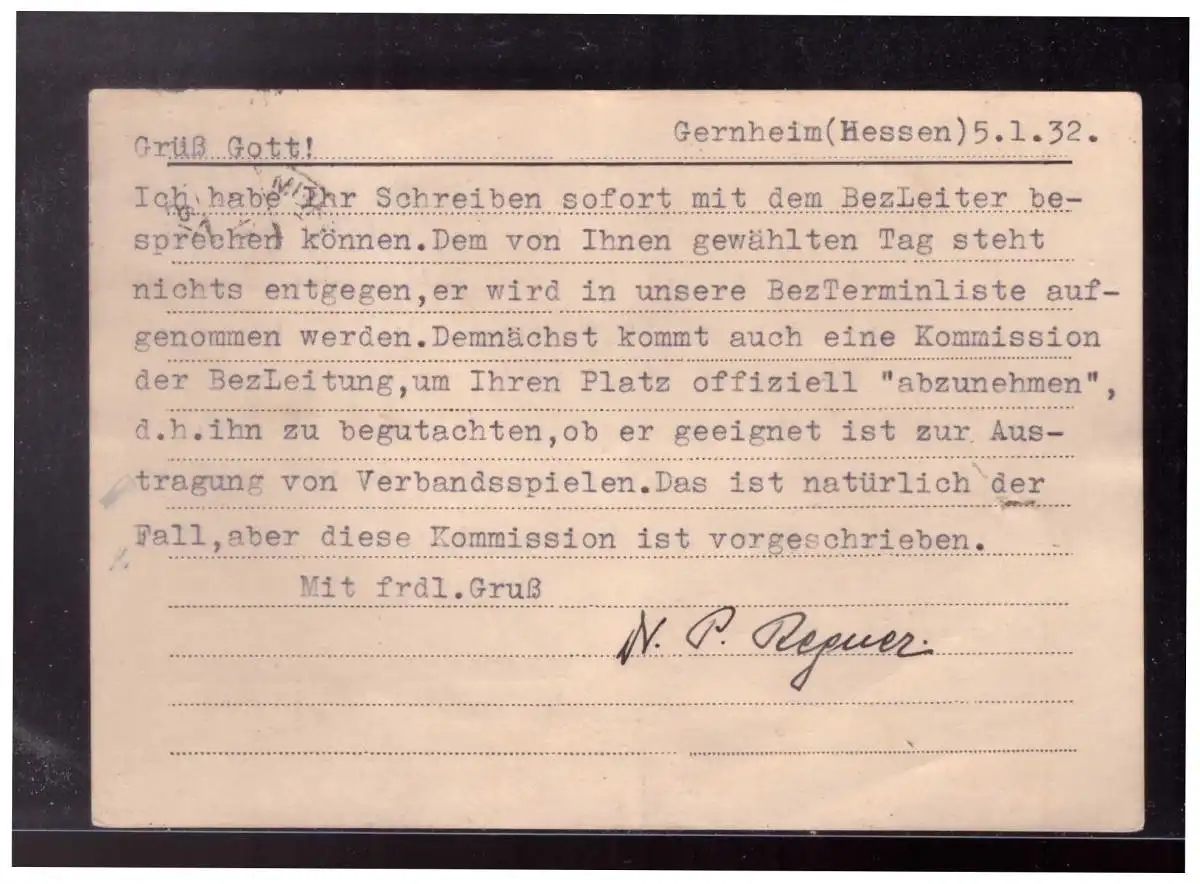 Gernheim(Hessen)5.1.32.
Grüß Gott!
Ich habe Ihr Schreiben sofort mit dem BezLeiter be-
sprechen können.Dem von Ihnen gewählten Tag steht
nichts entgegen,er wird in unsere BezTerminliste auf-
genommen werden.Demnächst kommt auch eine Kommission
der BezLeitung,um Ihren Platz offiziell "abzunehmen",
d.h.ihn zu begutachten,ob er geeignet ist zur Aus-
tragung von Verbandsspielen.Das ist natürlich der
Fall,aber diese Kommission ist vorgeschrieben.
Mit frdl.Gruß
N. P. Regner.